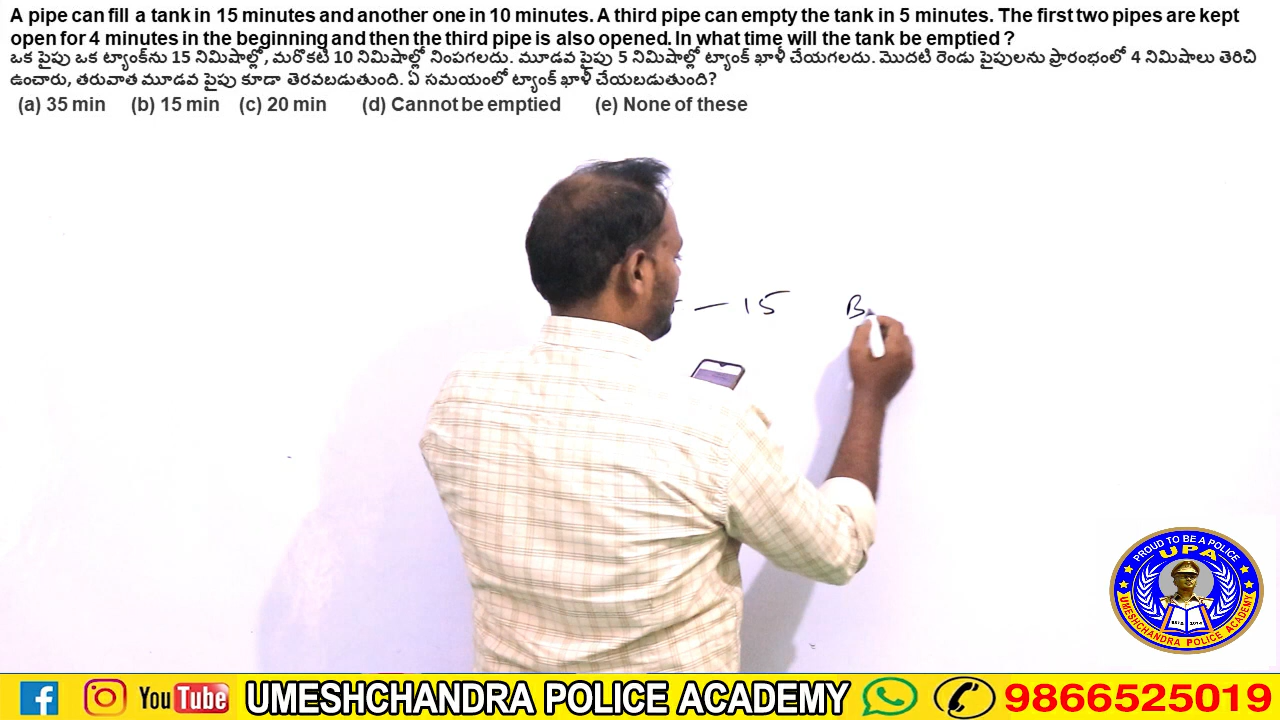 A pipe can fill a tank in 15 minutes and another one in 10 minutes. A third pipe can empty the tank in 5 minutes. The first two pipes are kept
open for 4 minutes in the beginning and then the third pipe is also opened. In what time will the tank be emptied ?
ఒక పైపు ఒక ట్యాంక్‌ను 15 నిమిషాల్లో, మరొకటి 10 నిమిషాల్లో నింపగలదు. మూడవ పైపు 5 నిమిషాల్లో ట్యాంక్ ఖాళీ చేయగలదు. మొదటి రెండు పైపులను ప్రారంభంలో 4 నిమిషాలు తెరిచి
ఉంచారు, తరువాత మూడవ పైపు కూడా తెరవబడుతుంది. ఏ సమయంలో ట్యాంక్ ఖాళీ చేయబడుతుంది?
(a) 35 min (b) 15 min (c) 20 min (d) Cannot be emptied (e) None of these
– 15 B
PROUD TO BE A POLICE
UPA
UMESHCHANDRA POLICE ACADEMY
YouTube UMESHCHANDRA POLICE ACADEMY 9866525019